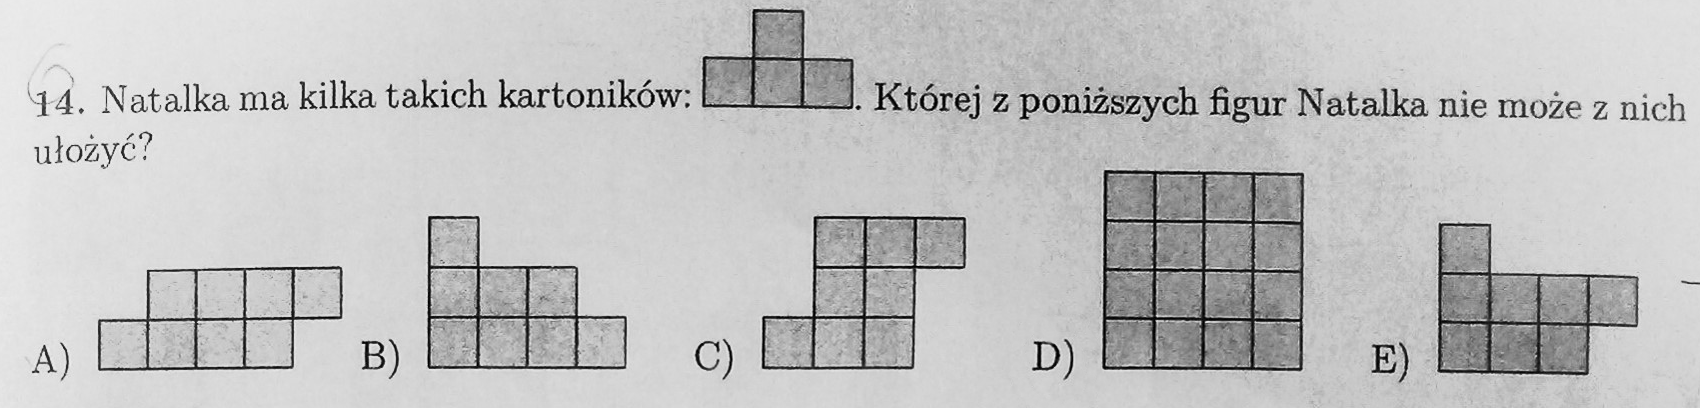 14. Natalka ma kilka takich kartoników: . Której z poniższych figur Natalka nie może z nich
ułożyć?
A) B) C) D) E)